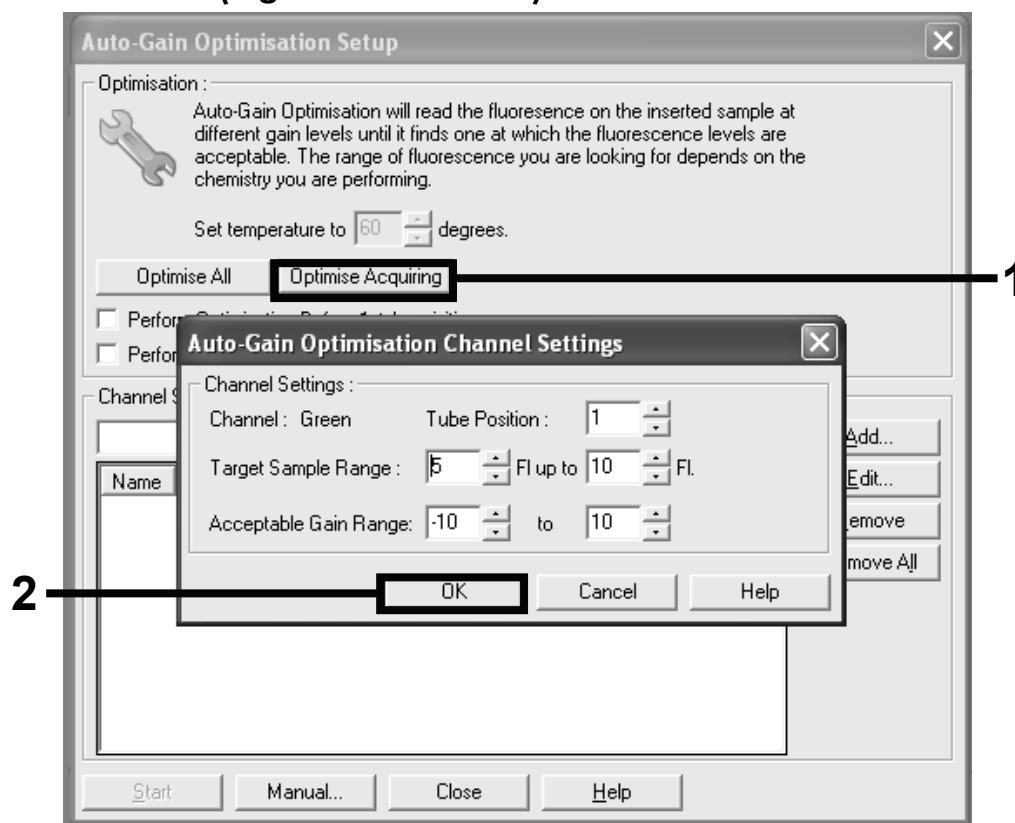 Auto-Gain Optimisation Setup
Optimisation :
Auto-Gain Optimisation will read the fluoresence on the inserted sample at
different gain levels until it finds one at which the fluorescence levels are
acceptable. The range of fluorescence you are looking for depends on the
chemistry you are performing.
Set temperature to 60 degrees.
Optimise All Optimise Acquiring
1
Auto-Gain Optimisation Channel Settings
Channel Settings :
Channel : Green Tube Position : 1
Add...
Target Sample Range : 5 Fl up to 10 Fl.
Name
Edit...
Acceptable Gain Range: -10 to 10
emove
move All
2
OK Cancel Help
Start Manual... Close Help